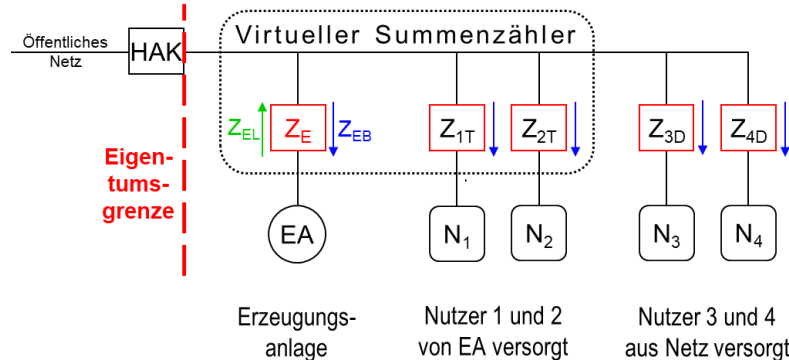 Öffentliches
Netz
HAK
Virtueller Summenzähler
Z_EL
Z_E
Z_EB
Z_1T
Z_2T
Z_3D
Z_4D
Eigen-
tums-
grenze
EA
N_1
N_2
N_3
N_4
Erzeugungs-
anlage
Nutzer 1 und 2
von EA versorgt
Nutzer 3 und 4
aus Netz versorgt